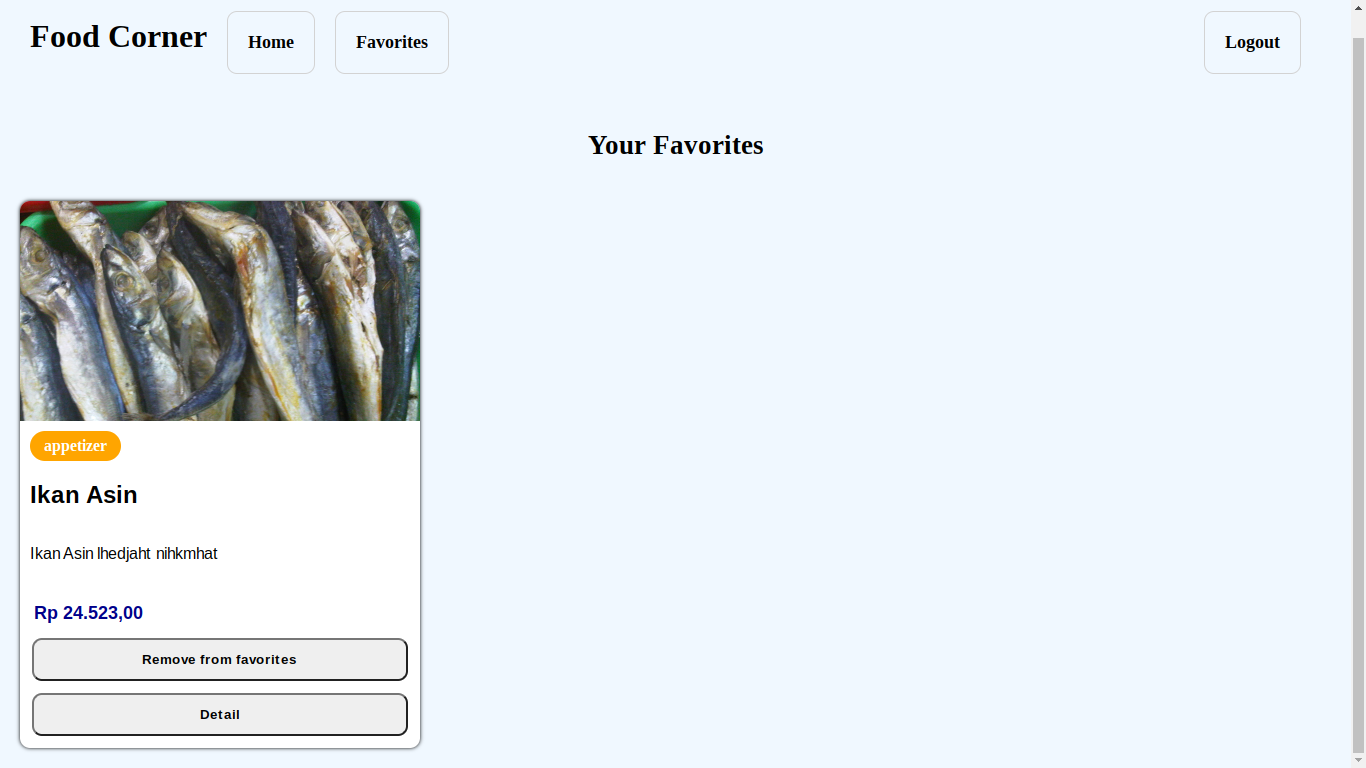 Food Corner
Home
Favorites
Logout
Your Favorites
appetizer
Ikan Asin
Ikan Asin lhedjaht nihkmhat
Rp 24.523,00
Remove from favorites
Detail